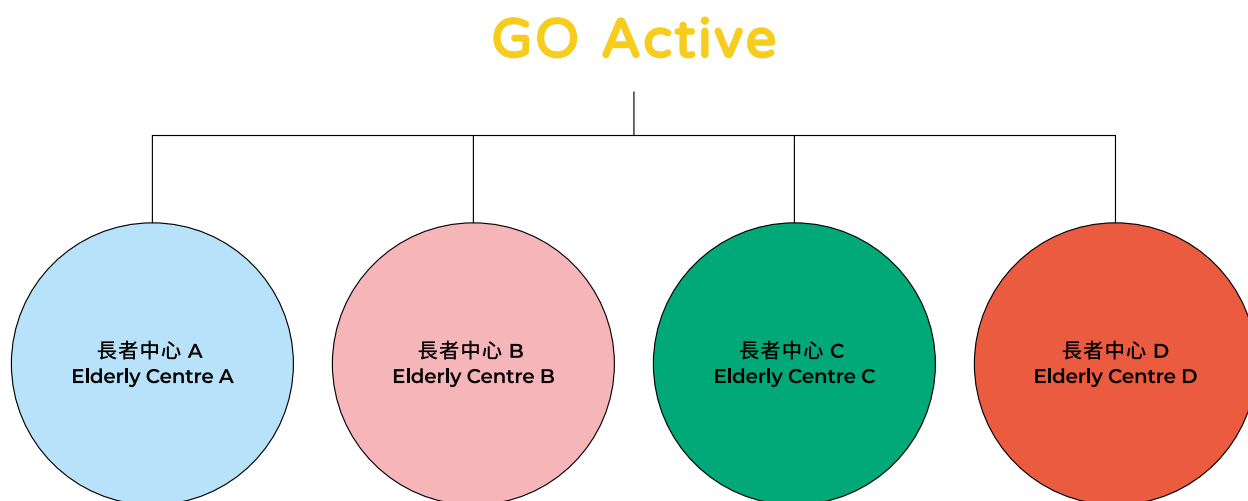 GO Active
長者中心 A
Elderly Centre A
長者中心 B
Elderly Centre B
長者中心 C
Elderly Centre C
長者中心 D
Elderly Centre D